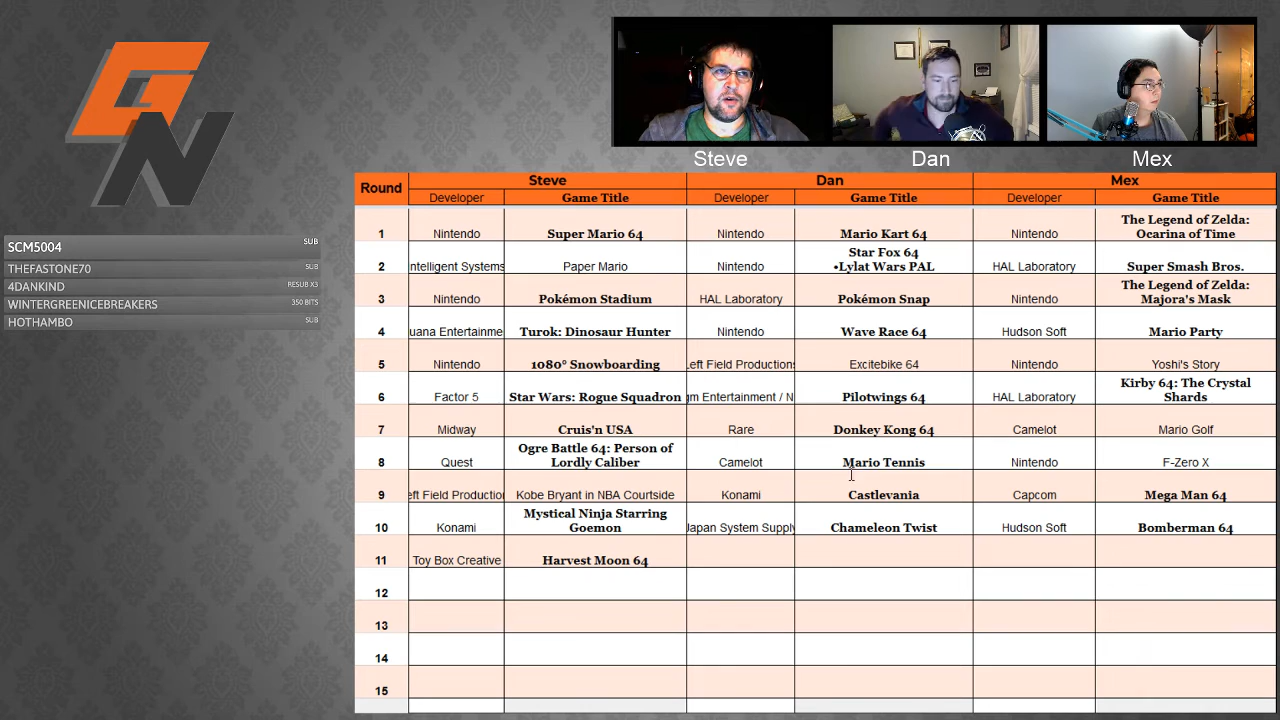 GN
Steve
Dan
Mex
SCM5004 SUB
THEFASTONE70 SUB
4DANKIND RESUB X3
WINTERGREENICEBREAKERS 350 BITS
HOTHAMBO SUB
Round Steve Dan Mex
Developer Game Title Developer Game Title Developer Game Title
1 Nintendo Super Mario 64 Nintendo Mario Kart 64 Nintendo The Legend of Zelda:
Ocarina of Time
2 ntelligent Systems Paper Mario Nintendo Star Fox 64
•Lylat Wars PAL HAL Laboratory Super Smash Bros.
3 Nintendo Pokémon Stadium HAL Laboratory Pokémon Snap Nintendo The Legend of Zelda:
Majora's Mask
4 uana Entertainme Turok: Dinosaur Hunter Nintendo Wave Race 64 Hudson Soft Mario Party
5 Nintendo 1080° Snowboarding Left Field Productions Excitebike 64 Nintendo Yoshi's Story
6 Factor 5 Star Wars: Rogue Squadron gm Entertainment / N Pilotwings 64 HAL Laboratory Kirby 64: The Crystal
Shards
7 Midway Cruis'n USA Rare Donkey Kong 64 Camelot Mario Golf
8 Quest Ogre Battle 64: Person of
Lordly Caliber Camelot Mario Tennis Nintendo F-Zero X
9 eft Field Production Kobe Bryant in NBA Courtside Konami Castlevania Capcom Mega Man 64
10 Konami Mystical Ninja Starring
Goemon Japan System Supply Chameleon Twist Hudson Soft Bomberman 64
11 Toy Box Creative Harvest Moon 64
12
13
14
15